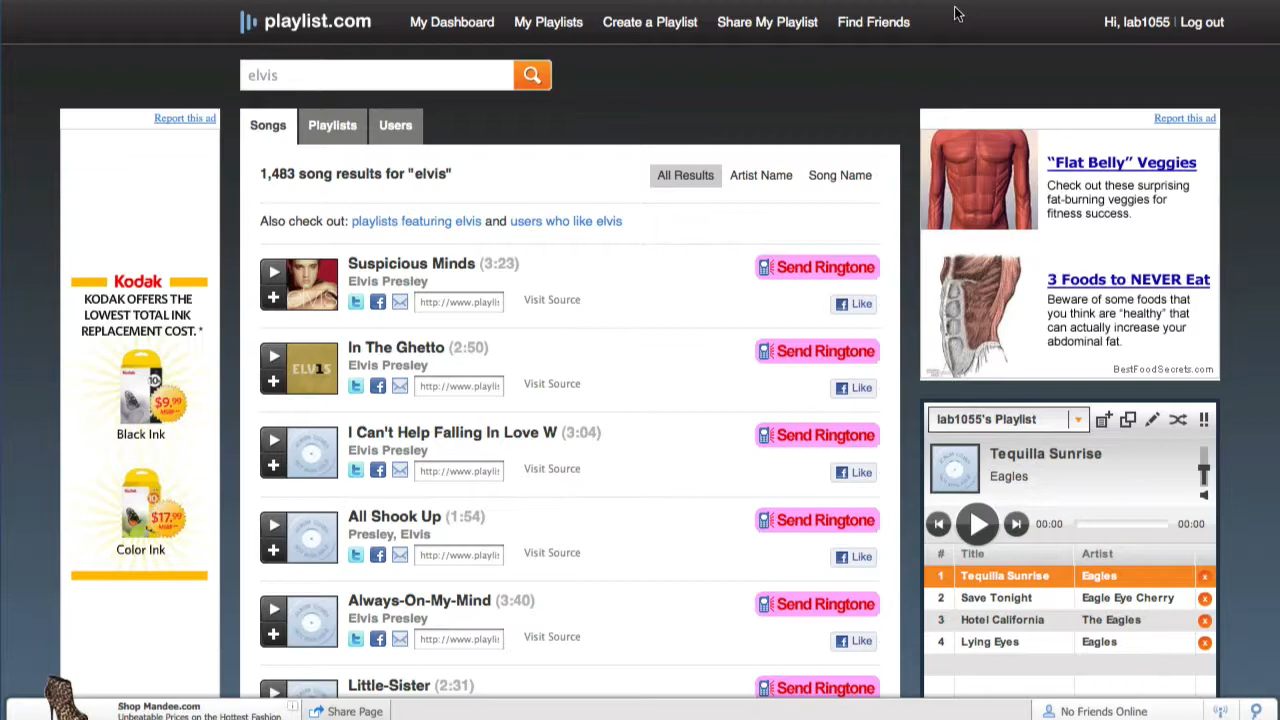 playlist.com
My Dashboard My Playlists Create a Playlist Share My Playlist Find Friends
Hi, lab1055 Log out
elvis
Report this ad
KODAK OFFERS THE
LOWEST TOTAL INK
REPLACEMENT COST.*
Kodak
$9.99
Black Ink
$17.99
Color Ink
Songs Playlists Users
1,483 song results for "elvis"
All Results Artist Name Song Name
Also check out: playlists featuring elvis and users who like elvis
Suspicious Minds (3:23)
Elvis Presley
http://www.playli
Visit Source
Send Ringtone
Like
In The Ghetto (2:50)
Elvis Presley
ELVIS
http://www.playli
Visit Source
Send Ringtone
Like
I Can't Help Falling In Love W (3:04)
Elvis Presley
http://www.playli
Visit Source
Send Ringtone
Like
All Shook Up (1:54)
Presley, Elvis
http://www.playli
Visit Source
Send Ringtone
Like
Always-On-My-Mind (3:40)
Elvis Presley
http://www.playli
Visit Source
Send Ringtone
Like
Little-Sister (2:31)
Send Ringtone
Report this ad
"Flat Belly" Veggies
Check out these surprising
fat-burning veggies for
fitness success.
3 Foods to NEVER Eat
Beware of some foods that
you think are "healthy" that
can actually increase your
abdominal fat.
BestFoodSecrets.com
lab1055's Playlist
Tequilla Sunrise
Eagles
00:00 00:00
# Title Artist
1 Tequilla Sunrise Eagles
2 Save Tonight Eagle Eye Cherry
3 Hotel California The Eagles
4 Lying Eyes Eagles
Shop Mandee.com
Unbeatable Prices on the Hottest Fashion
Share Page
No Friends Online